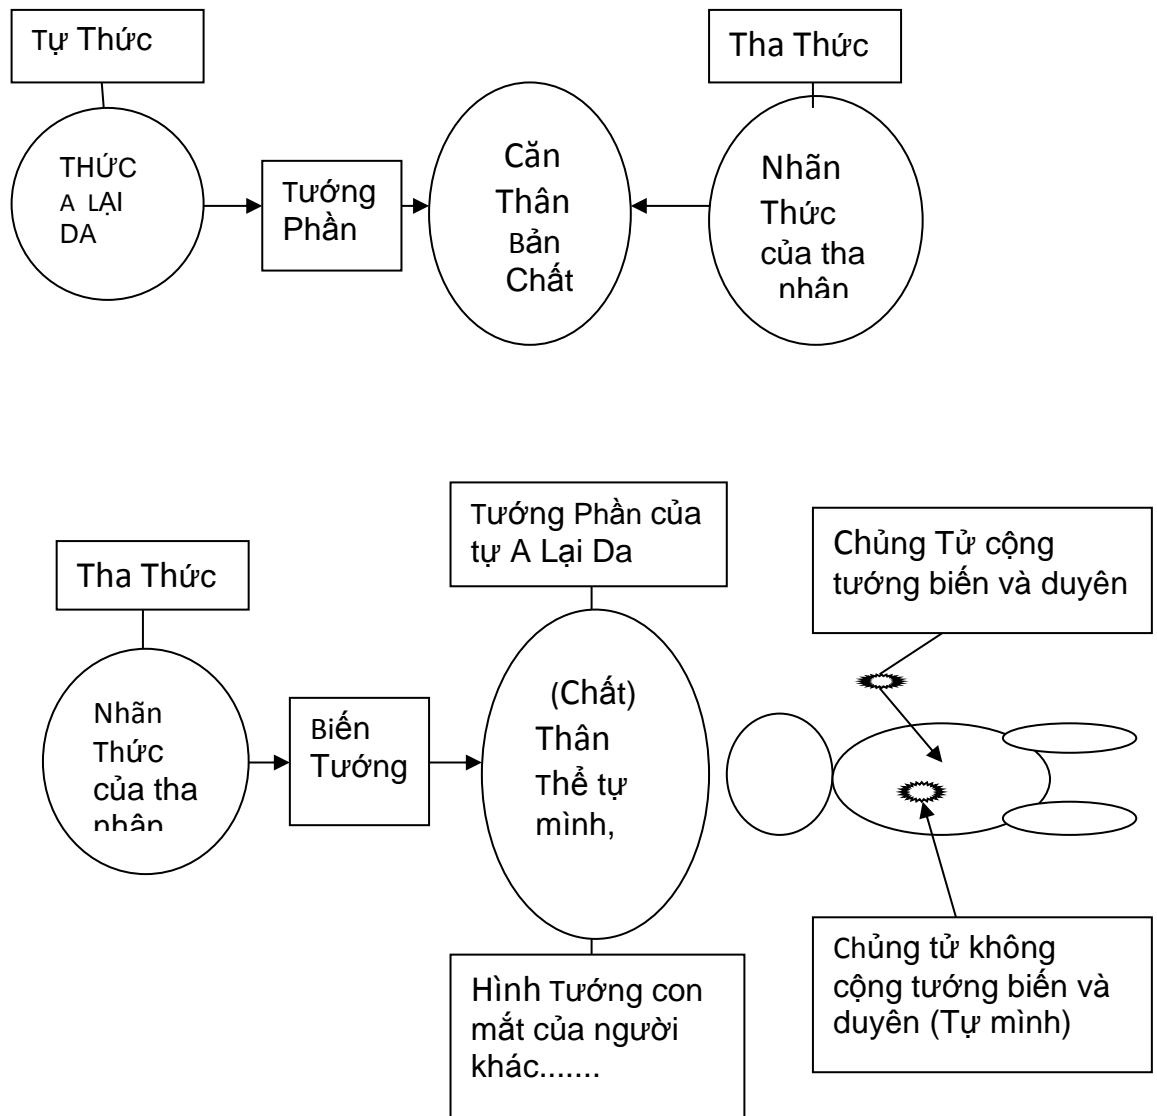 Tự Thức
Tha Thức
THỨC
A LẠI
DA
Tướng
Phần
Căn
Thân
Bản
Chất
Nhãn
Thức
của tha
nhân
Tha Thức
Nhãn
Thức
của tha
nhân
Biến
Tướng
Tướng Phần của
tự A Lại Da
(Chất)
Thân
Thể tự
mình,
Hình Tướng con
mắt của người
khác.......
Chủng Tử cộng
tướng biến và duyên
Chủng tử không
cộng tướng biến và
duyên (Tự mình)